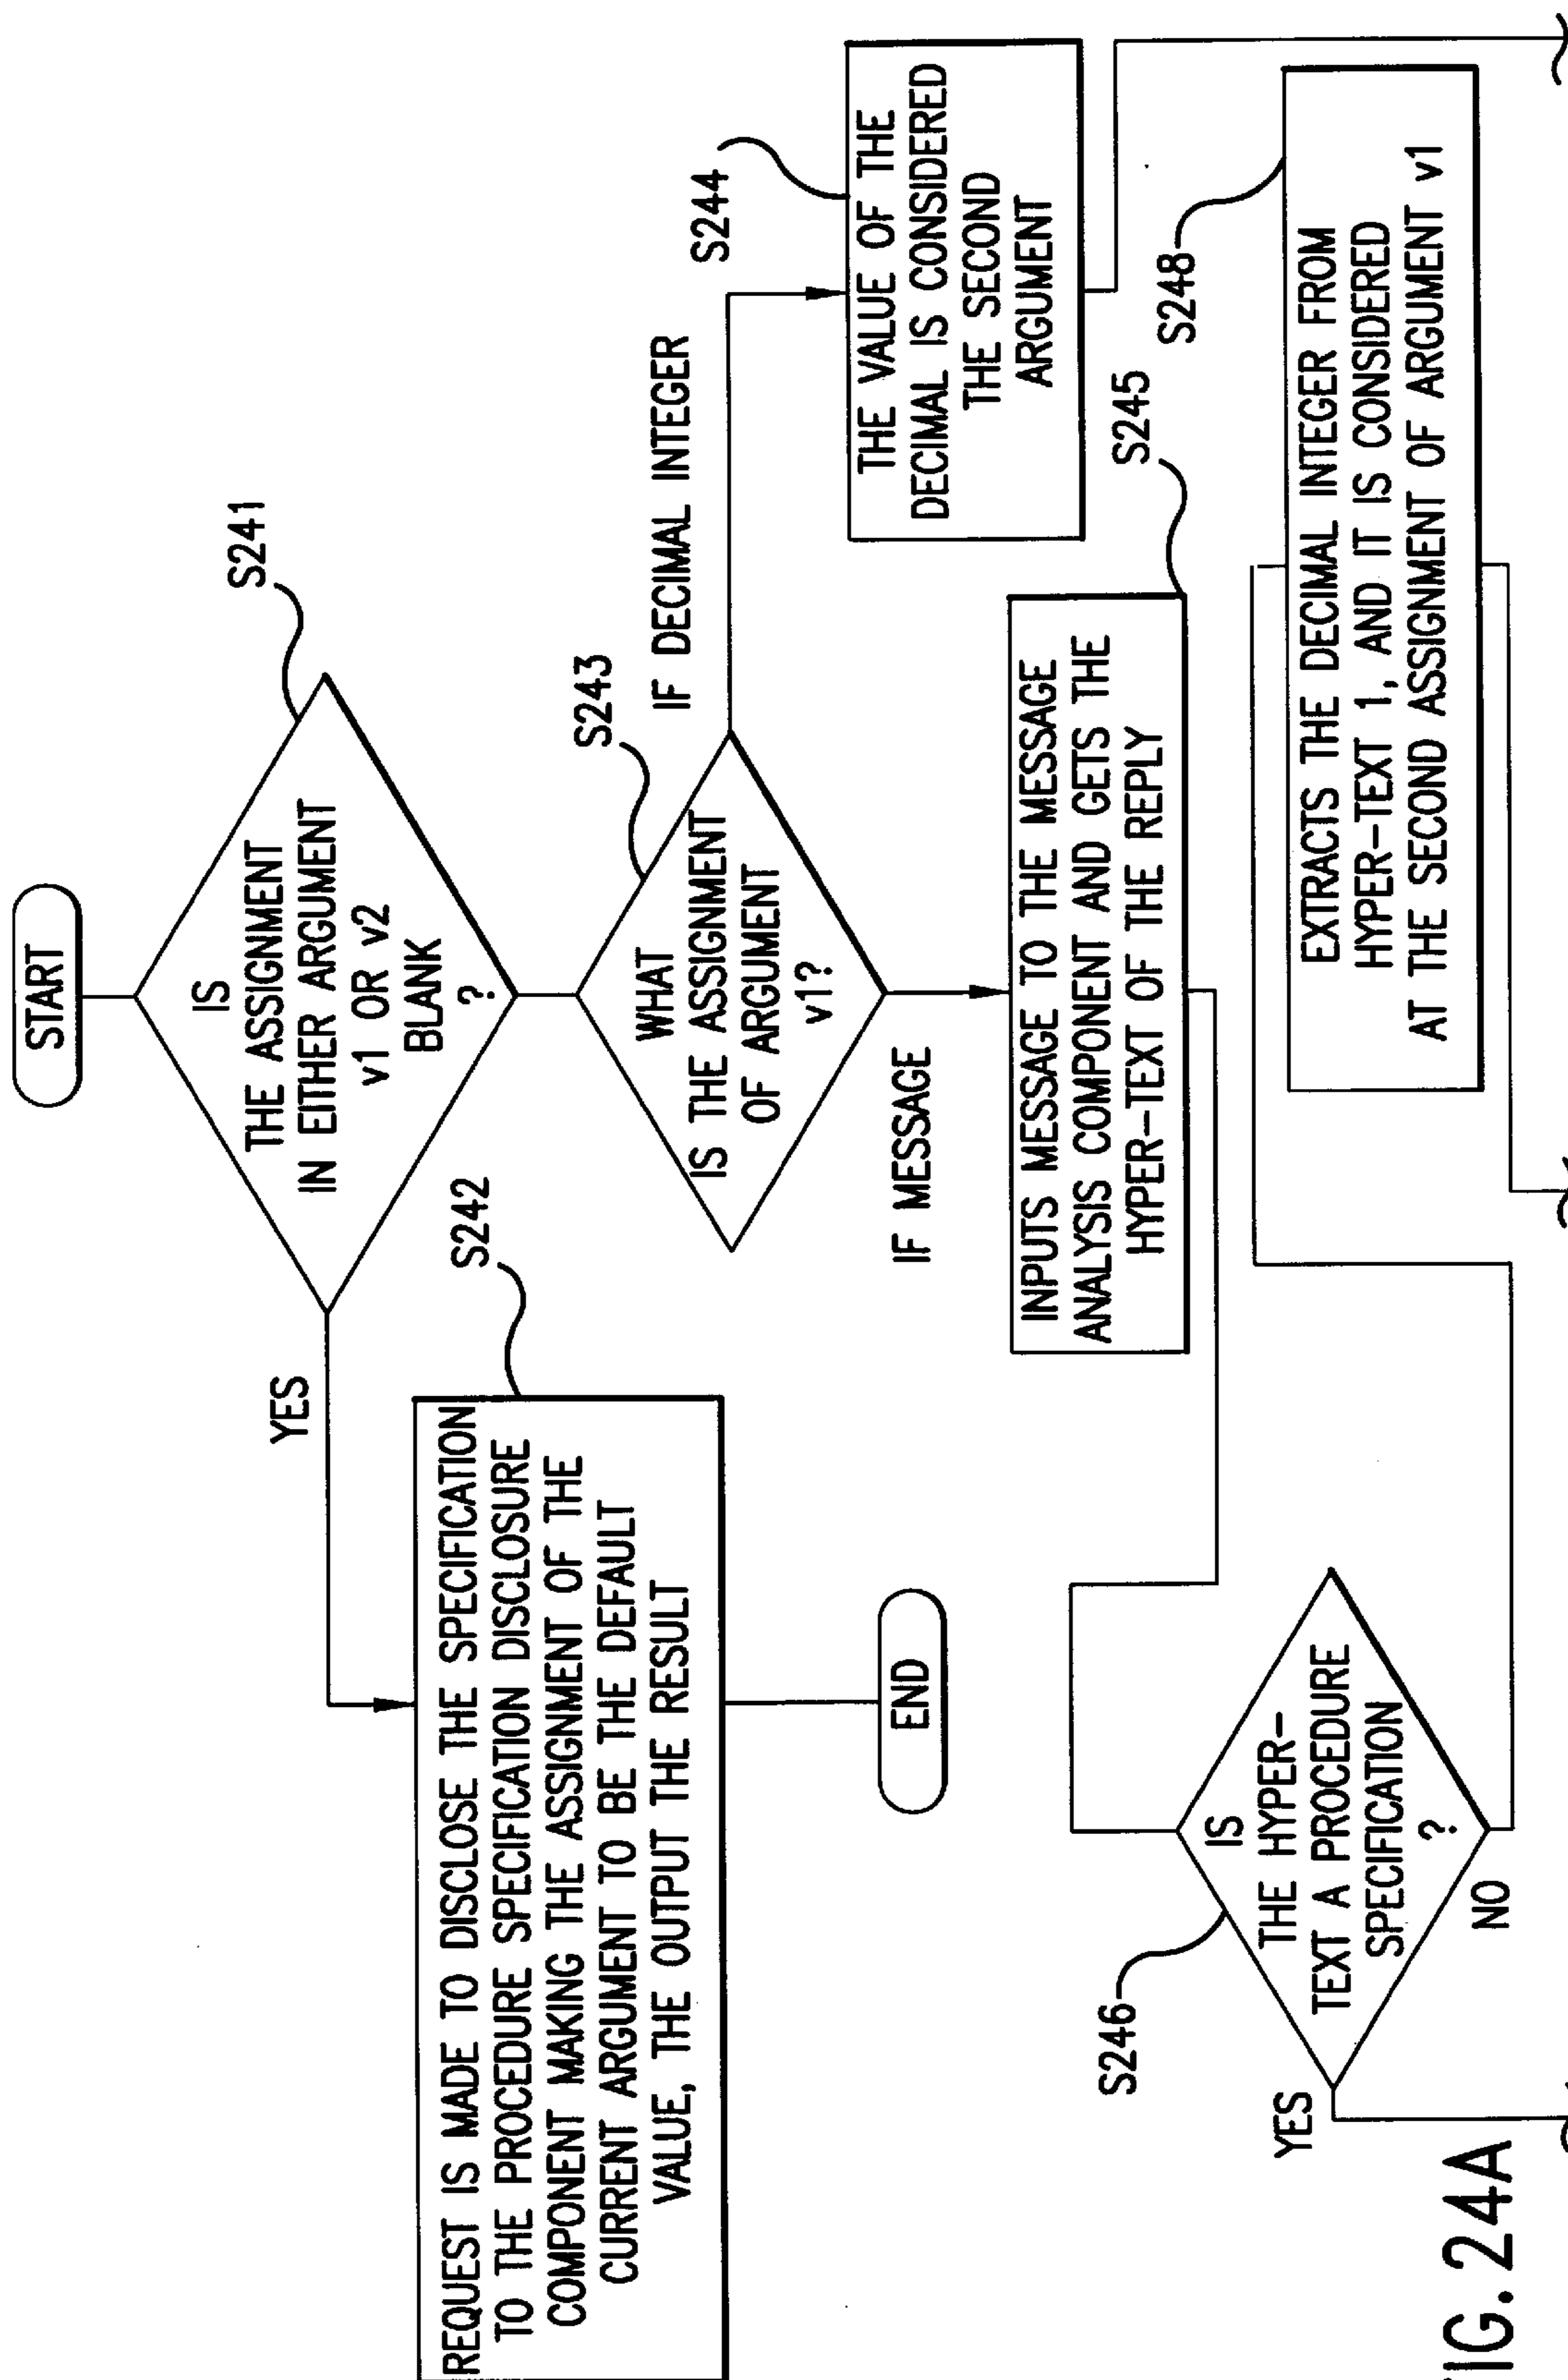 START
IS
THE ASSIGNMENT
IN EITHER ARGUMENT
v1 OR v2
BLANK
?
S241
YES
S242
REQUEST IS MADE TO DISCLOSE THE SPECIFICATION
TO THE PROCEDURE SPECIFICATION DISCLOSURE
COMPONENT MAKING THE ASSIGNMENT OF THE
CURRENT ARGUMENT TO BE THE DEFAULT
VALUE, THE OUTPUT THE RESULT
END
WHAT
IS THE ASSIGNMENT
OF ARGUMENT
v1?
S243
IF DECIMAL INTEGER
S244
THE VALUE OF THE
DECIMAL IS CONSIDERED
THE SECOND
ARGUMENT
IF MESSAGE
S245
INPUTS MESSAGE TO THE MESSAGE
ANALYSIS COMPONENT AND GETS THE
HYPER-TEXT OF THE REPLY
S246
IS
THE HYPER-
TEXT A PROCEDURE
SPECIFICATION
?
YES
NO
S248
EXTRACTS THE DECIMAL INTEGER FROM
HYPER-TEXT 1, AND IT IS CONSIDERED
AT THE SECOND ASSIGNMENT OF ARGUMENT v1
IG. 24A